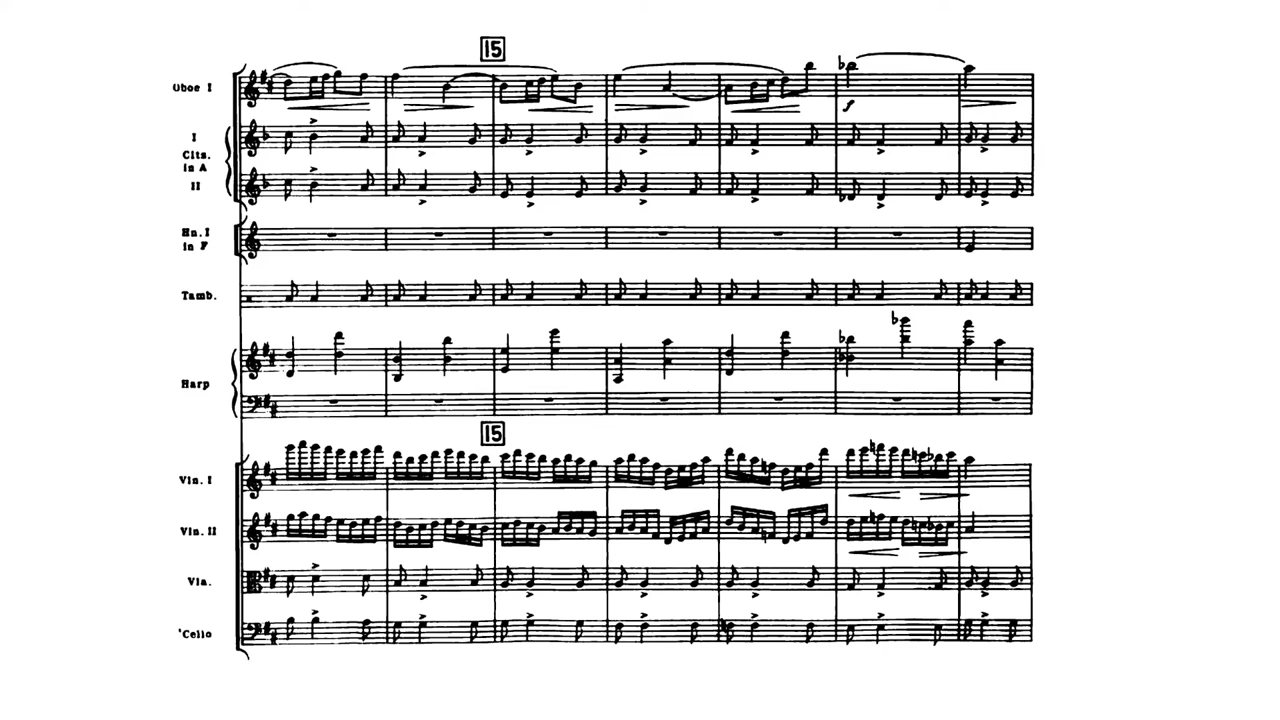 15
Oboe I
I
Clts.
in A
II
Hn. I
in F
Tamb.
Harp
15
Vln. I
Vln. II
Vla.
'Cello